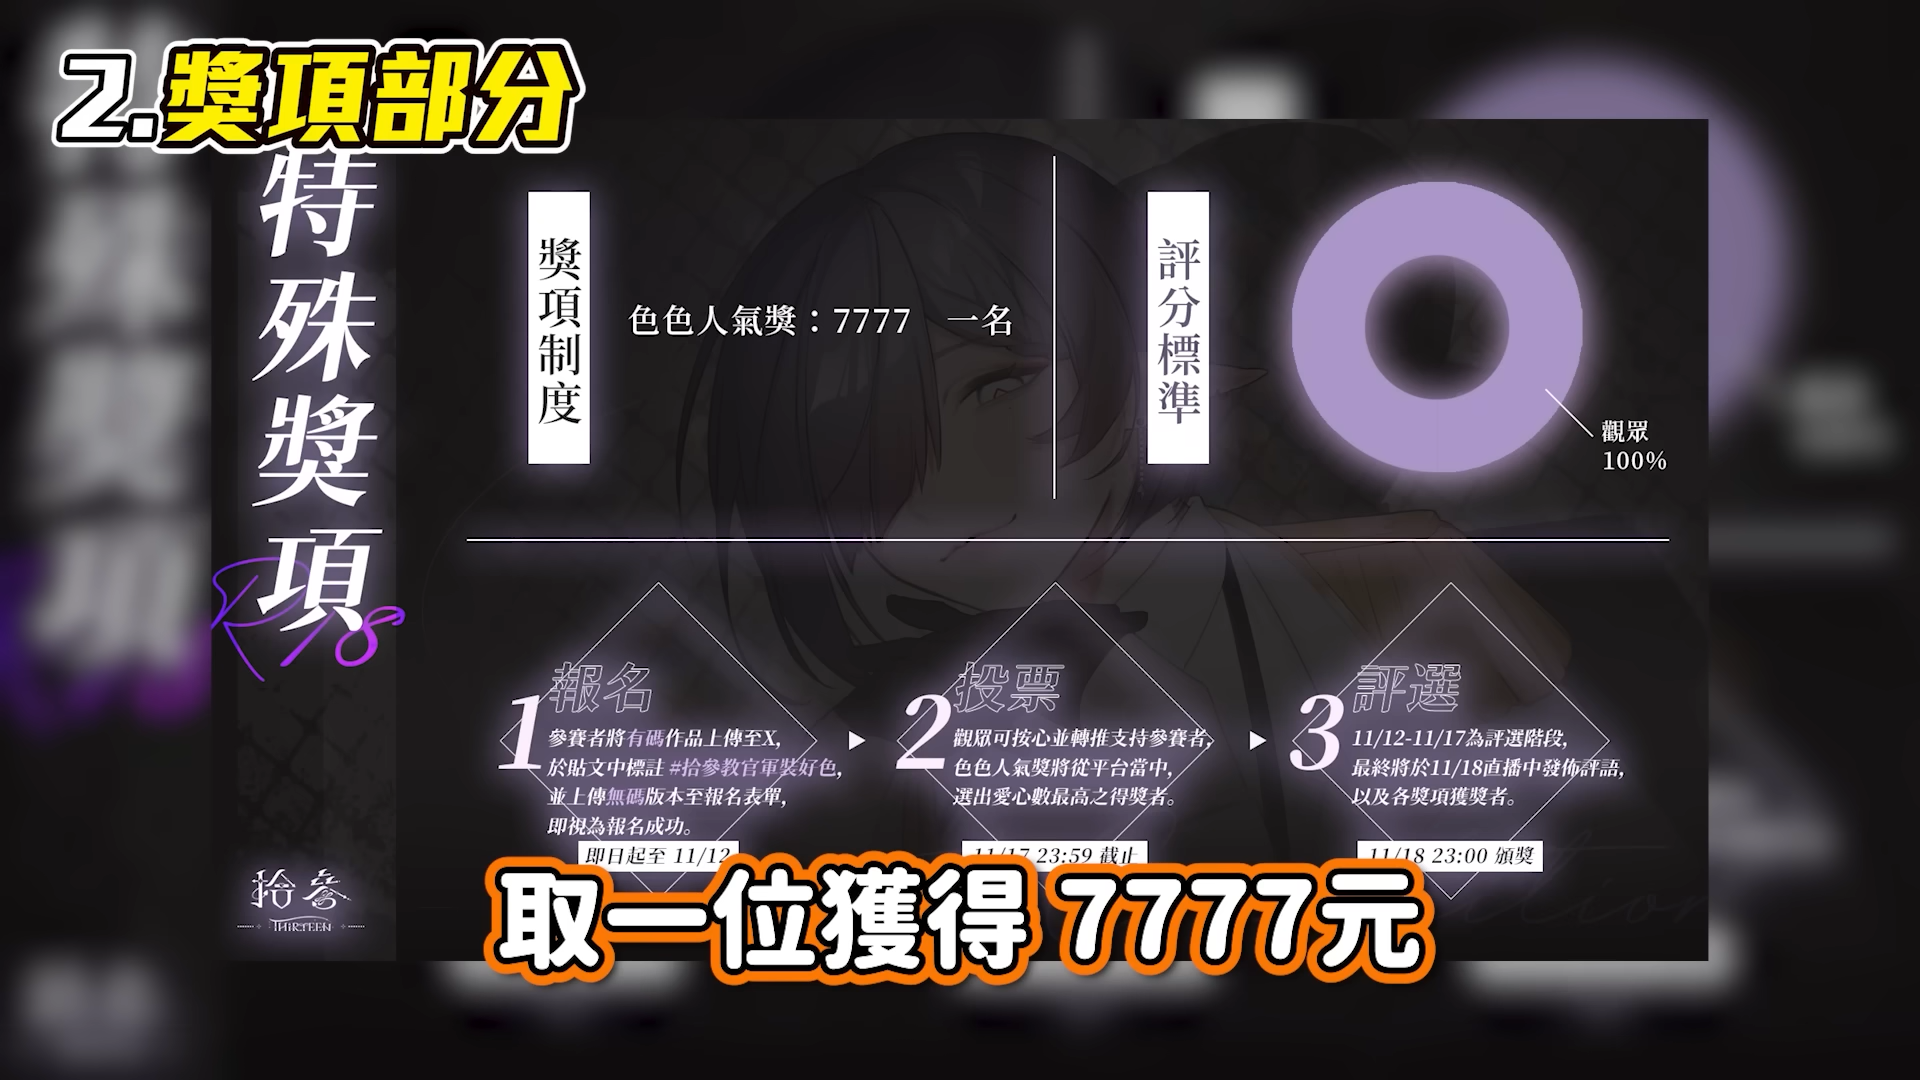 2.獎項部分
特殊獎項
R18
獎項制度
色色人氣獎：7777 一名
評分標準
觀眾
100%
1 報名
參賽者將有碼作品上傳至X,
於貼文中標註 #拾參教官軍裝好色,
並上傳無碼版本至報名表單,
即視為報名成功。
即日起至 11/12
2 投票
觀眾可按心並轉推支持參賽者,
色色人氣獎將從平台當中,
選出愛心數最高之得獎者。
11/17 23:59 截止
3 評選
11/12-11/17為評選階段,
最終將於11/18直播中發佈評語,
以及各獎項獲獎者。
11/18 23:00 頒獎
拾參
THIRTEEN
取一位獲得 7777元